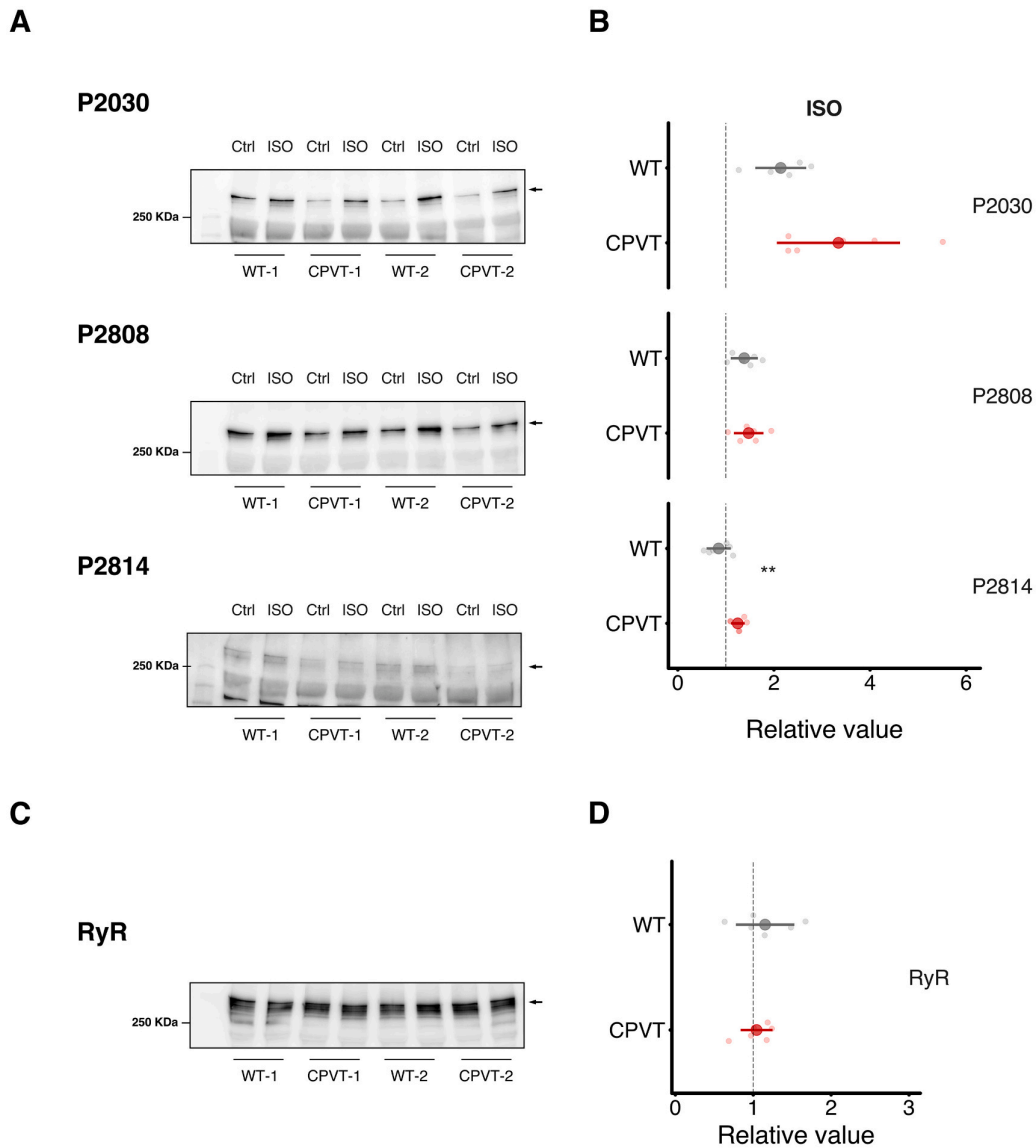 A
P2030
Ctrl ISO Ctrl ISO Ctrl ISO Ctrl ISO
250 KDa
WT-1 CPVT-1 WT-2 CPVT-2
P2808
Ctrl ISO Ctrl ISO Ctrl ISO Ctrl ISO
250 KDa
WT-1 CPVT-1 WT-2 CPVT-2
P2814
Ctrl ISO Ctrl ISO Ctrl ISO Ctrl ISO
250 KDa
WT-1 CPVT-1 WT-2 CPVT-2
B
ISO
WT
P2030
CPVT
WT
P2808
CPVT
WT
**
P2814
CPVT
0 2 4 6
Relative value
C
RyR
250 KDa
WT-1 CPVT-1 WT-2 CPVT-2
D
WT
RyR
CPVT
0 1 2 3
Relative value